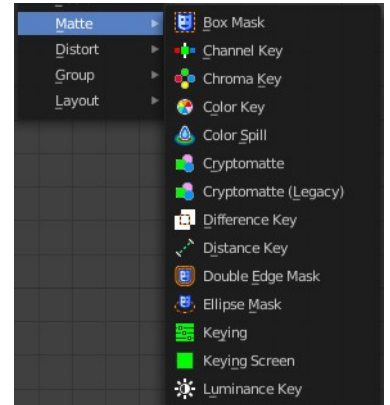 Matte
Distort
Group
Layout
Box Mask
Channel Key
Chroma Key
Color Key
Color Spill
Cryptomatte
Cryptomatte (Legacy)
Difference Key
Distance Key
Double Edge Mask
Ellipse Mask
Keying
Keying Screen
Luminance Key